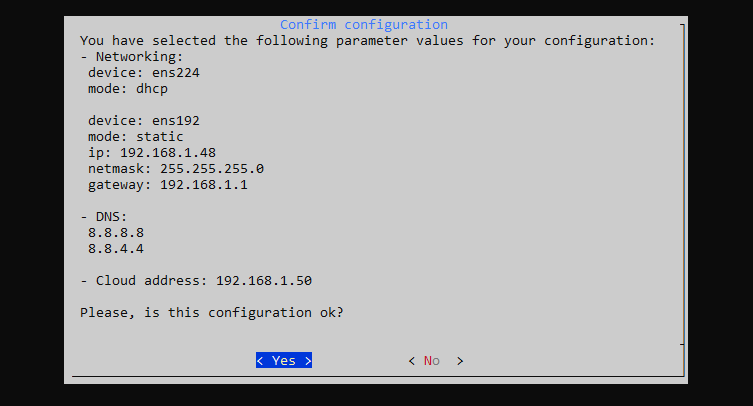 Confirm configuration
You have selected the following parameter values for your configuration:
- Networking:
device: ens224
mode: dhcp
device: ens192
mode: static
ip: 192.168.1.48
netmask: 255.255.255.0
gateway: 192.168.1.1
- DNS:
8.8.8.8
8.8.4.4
- Cloud address: 192.168.1.50
Please, is this configuration ok?
< Yes > < No >